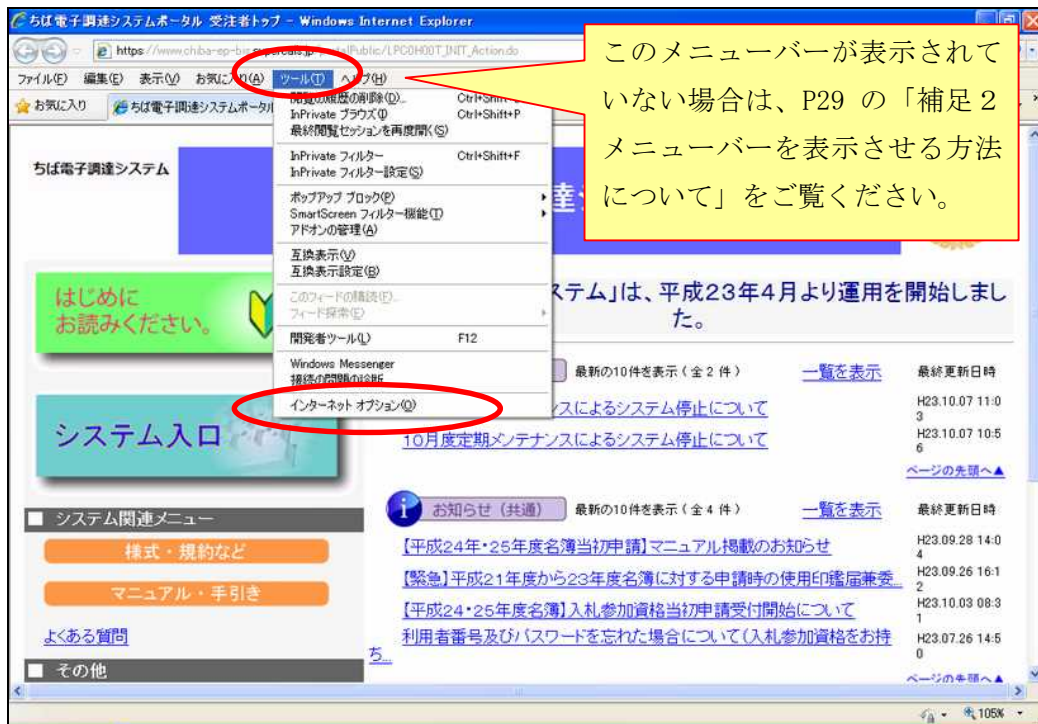 ちば電子調達システムポータル 受注者トップ - Windows Internet Explorer
https://www.chiba-ep-bis.supercals.jp/
Public/LPC0H00T_INIT_Action.do
ファイル(F) 編集(E) 表示(V) お気に入り(A) ツール(T) ヘルプ(H)
お気に入り
ちば電子調達システムポータル
このメニューバーが表示されて
いない場合は、P29 の「補足2
メニューバーを表示させる方法
について」をご覧ください。
閲覧の履歴の削除(D)...
InPrivate ブラウズ(I) Ctrl+Shift+P
最終閲覧セッションを再度開く(S)
InPrivate フィルター Ctrl+Shift+F
InPrivate フィルター設定(S)
ポップアップ ブロック(P)
SmartScreen フィルター機能(T)
アドオンの管理(A)
互換表示(V)
互換表示設定(B)
このフィードの購読(F)...
フィード探索(E)
開発者ツール(L) F12
Windows Messenger
接続の問題の診断
インターネット オプション(O)
ちば電子調達システム
達シ
はじめに
お読みください。
システム入口
ステム」は、平成23年4月より運用を開始しまし
た。
最新の10件を表示(全2件) 一覧を表示 最終更新日時
スによるシステム停止について H23.10.07 11:0
3
10月度定期メンテナンスによるシステム停止について H23.10.07 10:5
6
ページの先頭へ▲
お知らせ (共通) 最新の10件を表示(全4件) 一覧を表示 最終更新日時
【平成24年・25年度名簿当初申請】マニュアル掲載のお知らせ H23.09.28 14:0
4
【緊急】平成21年度から23年度名簿に対する申請時の使用印鑑届兼委... H23.09.26 16:1
2
【平成24・25年度名簿】入札参加資格当初申請受付開始について H23.10.03 08:3
1
利用者番号及びパスワードを忘れた場合について(入札参加資格をお持
ち... H23.07.26 14:5
0
ページの先頭へ▲
■ システム関連メニュー
様式・規約など
マニュアル・手引き
よくある質問
■ その他
105%